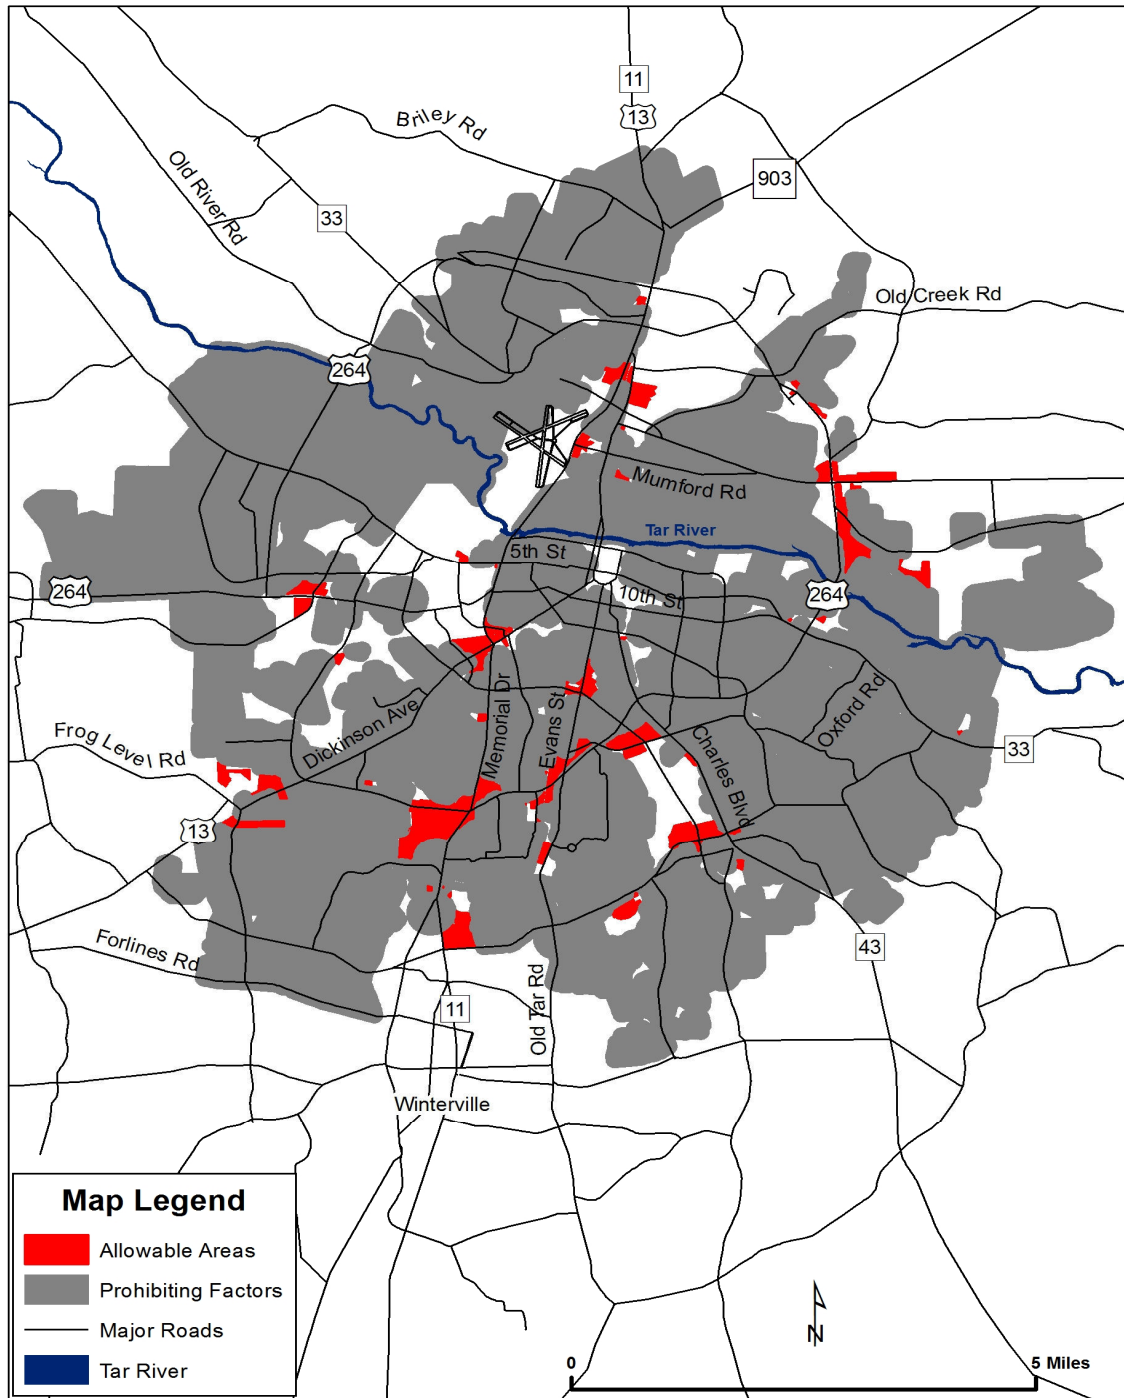 11
13
Briley Rd
903
Old River Rd
33
Old Creek Rd
264
Mumford Rd
Tar River
5th St
264
10th St
264
Memorial Dr
Evans St
Oxford Rd
Dickinson Ave
Frog Level Rd
Charles Blvd
33
13
Forlines Rd
43
Old Tar Rd
11
Winterville
Map Legend
Allowable Areas
Prohibiting Factors
Major Roads
Tar River
N
0
5 Miles